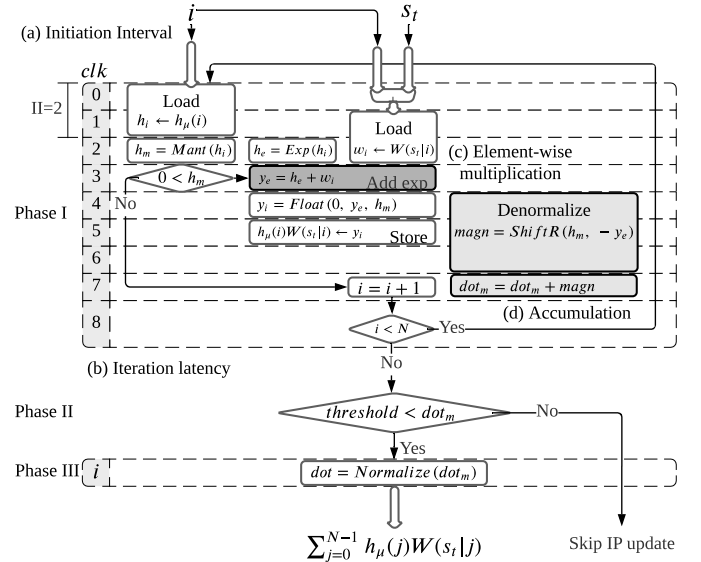 i s_t
(a) Initiation Interval
clk
0
II=2
Load
h_i ← h_μ(i)
1
Load
w_i ← W(s_t|i)
2
h_m = Mant(h_i)
h_e = Exp(h_i)
(c) Element-wise
multiplication
3
0 < h_m
y_e = h_e + w_i
Add exp
No
4
y_i = Float(0, y_e, h_m)
Denormalize
magn = ShiftR(h_m, − y_e)
Phase I
5
h_μ(i)W(s_t|i) ← y_i
Store
6
7
i = i + 1
dot_m = dot_m + magn
(d) Accumulation
8
i < N
Yes
No
(b) Iteration latency
Phase II
threshold < dot_m
No
Yes
Phase III
i
dot = Normalize(dot_m)
∑_{j=0}^{N−1} h_μ(j)W(s_t|j)
Skip IP update